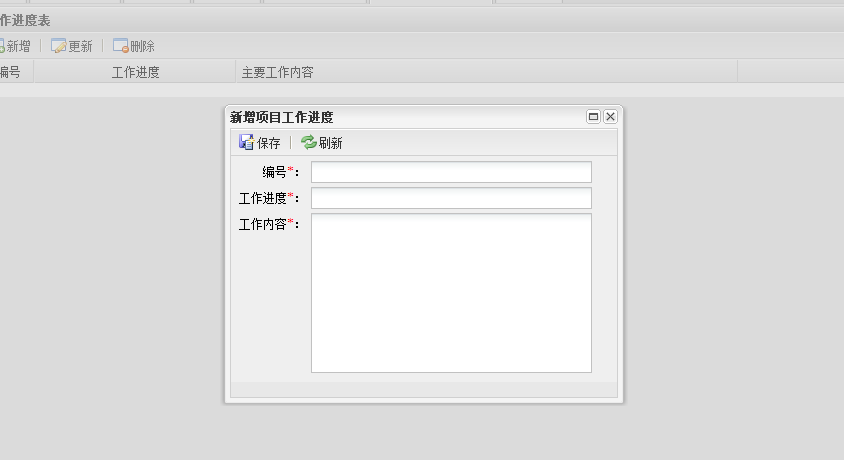 作进度表
新增 更新 删除
编号 工作进度 主要工作内容
新增项目工作进度
保存 刷新
编号*：
工作进度*：
工作内容*：